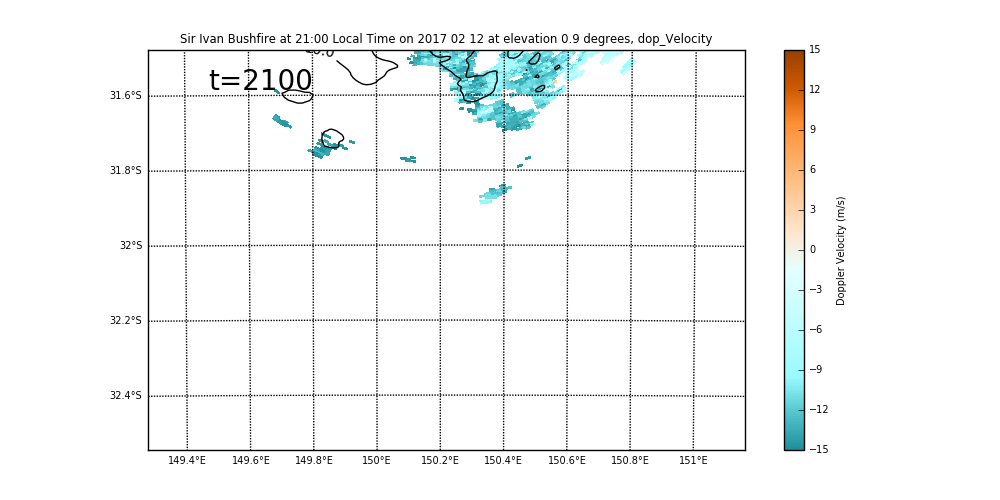 Sir Ivan Bushfire at 21:00 Local Time on 2017 02 12 at elevation 0.9 degrees, dop_Velocity
t=2100
31.6°S
31.8°S
32°S
32.2°S
32.4°S
149.4°E 149.6°E 149.8°E 150°E 150.2°E 150.4°E 150.6°E 150.8°E 151°E
15
12
9
6
3
0
−3
−6
−9
−12
−15
Doppler Velocity (m/s)